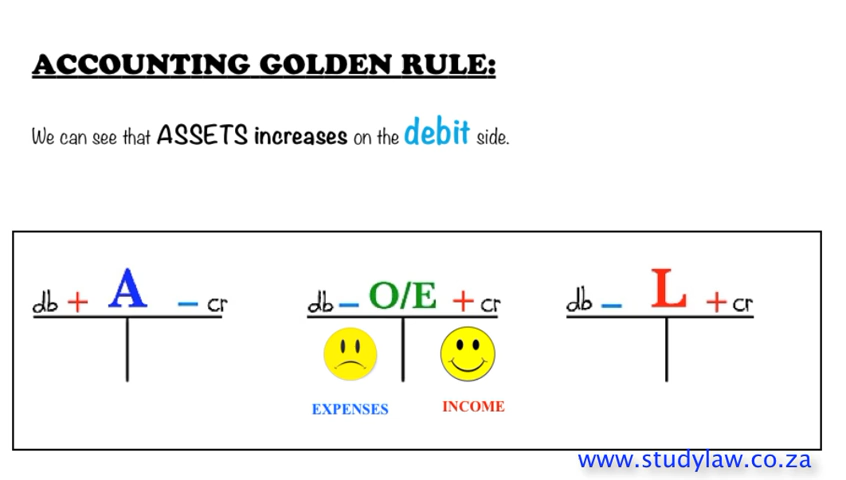 ACCOUNTING GOLDEN RULE:
We can see that ASSETS increases on the debit side.
db + A - cr
db - O/E + cr
db - L + cr
EXPENSES
INCOME
www.studylaw.co.za